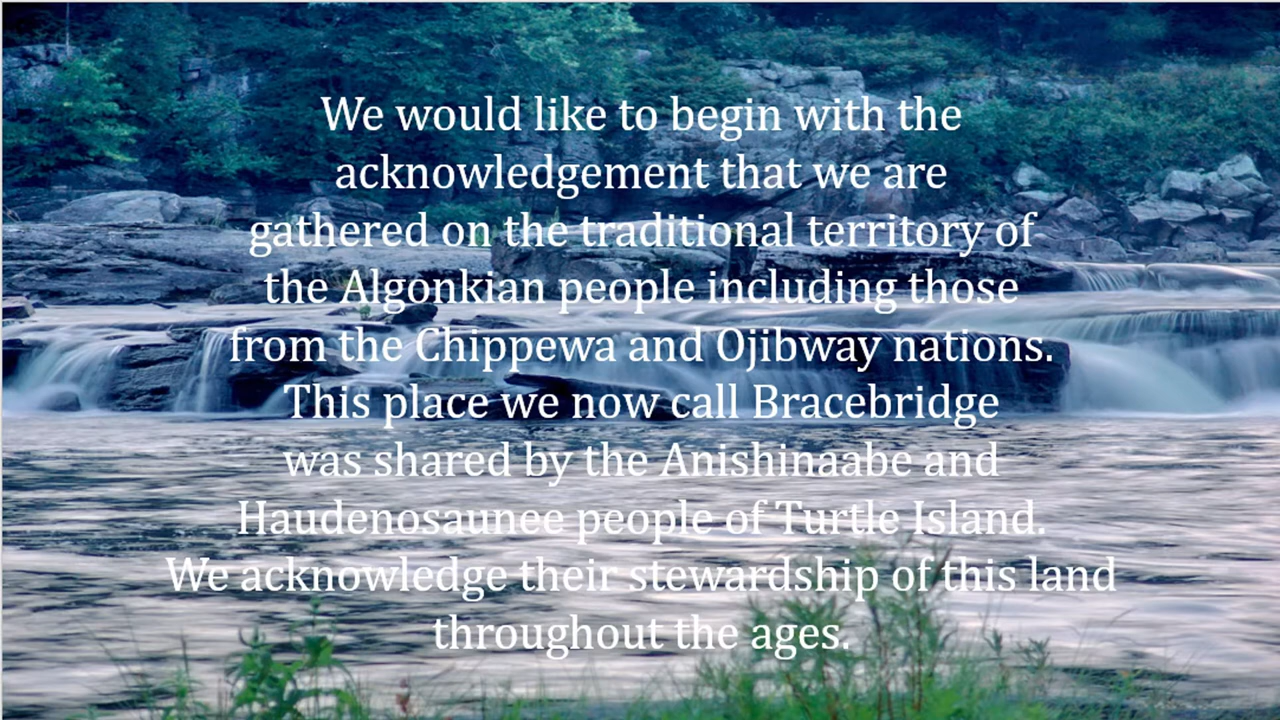 We would like to begin with the
acknowledgement that we are
gathered on the traditional territory of
the Algonkian people including those
from the Chippewa and Ojibway nations.
This place we now call Bracebridge
was shared by the Anishinaabe and
Haudenosaunee people of Turtle Island.
We acknowledge their stewardship of this land
throughout the ages.